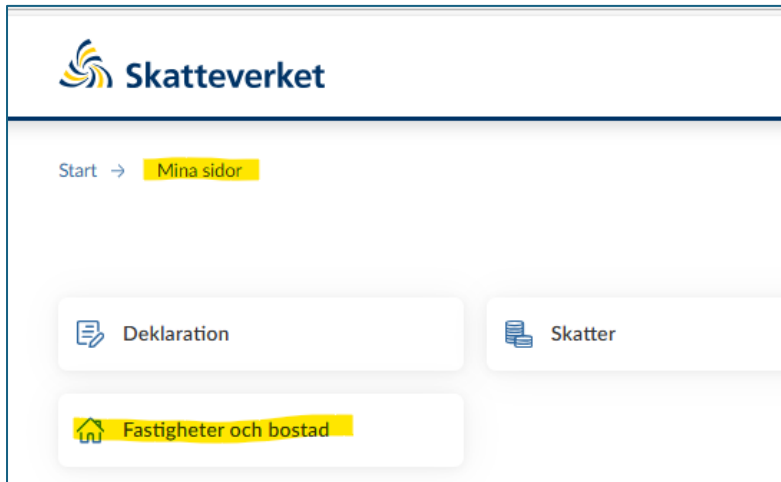 Skatteverket
Start → Mina sidor
Deklaration
Skatter
Fastigheter och bostad